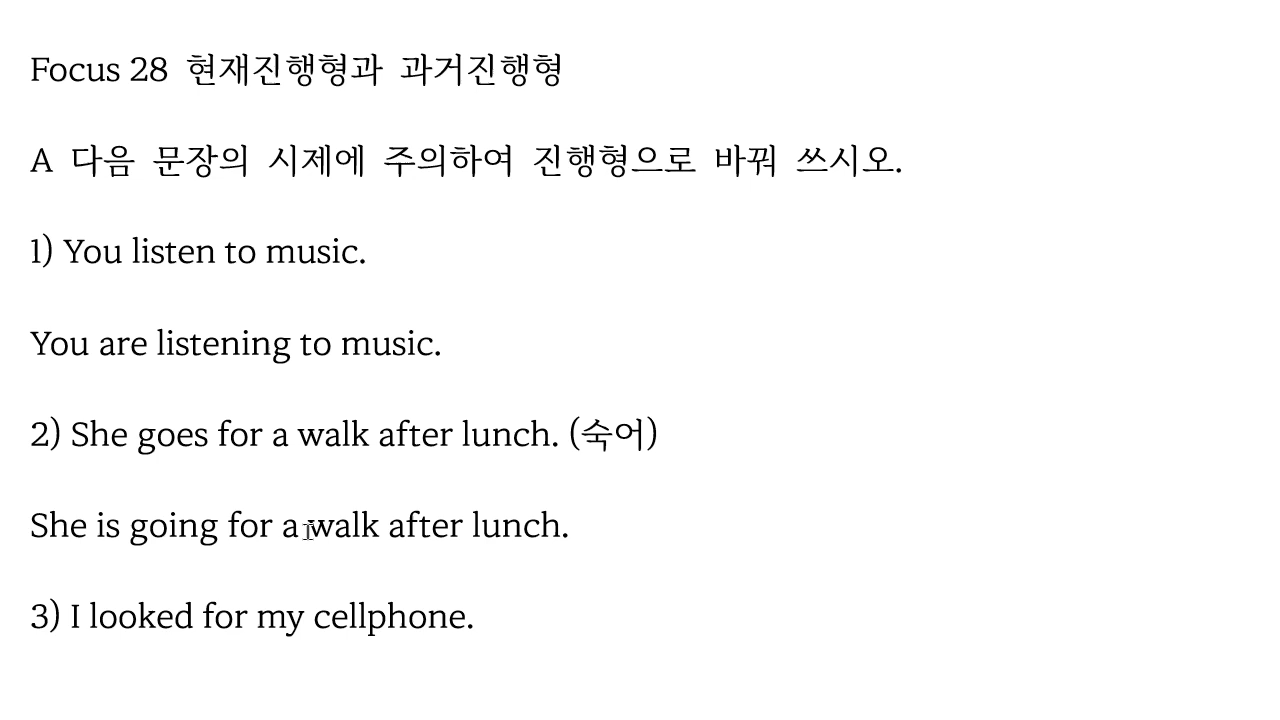 Focus 28 현재진행형과 과거진행형
A 다음 문장의 시제에 주의하여 진행형으로 바꿔 쓰시오.
1) You listen to music.
You are listening to music.
2) She goes for a walk after lunch. (숙어)
She is going for a walk after lunch.
3) I looked for my cellphone.